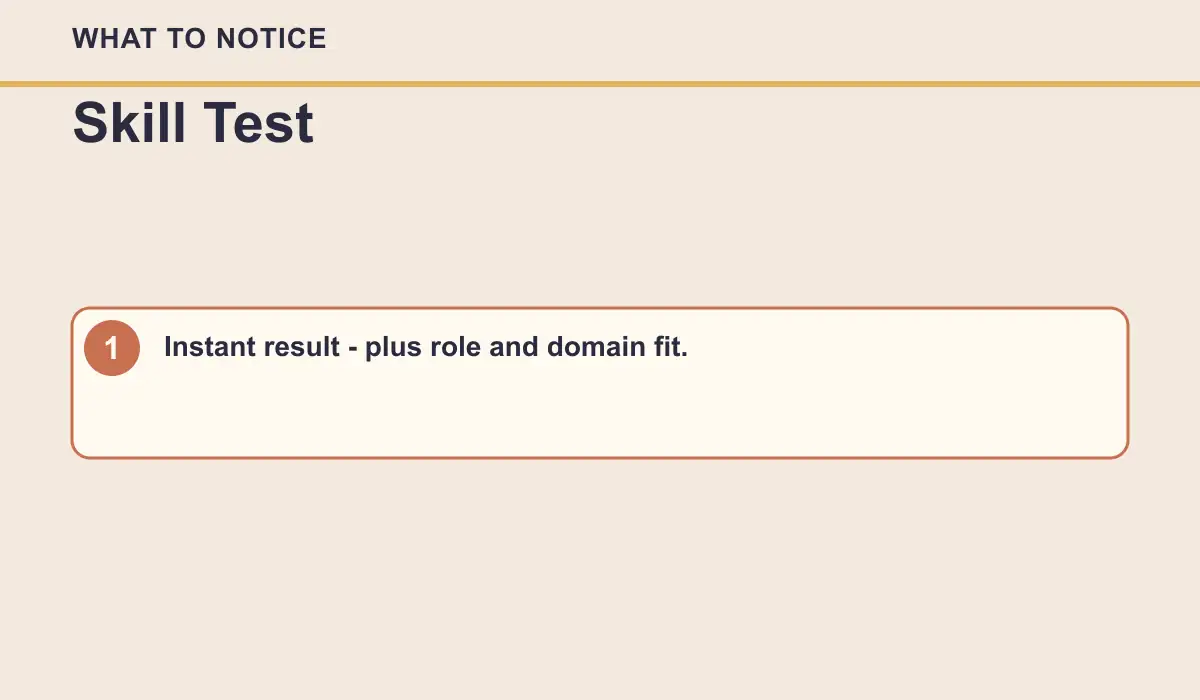 WHAT TO NOTICE
Skill Test
1
Instant result - plus role and domain fit.